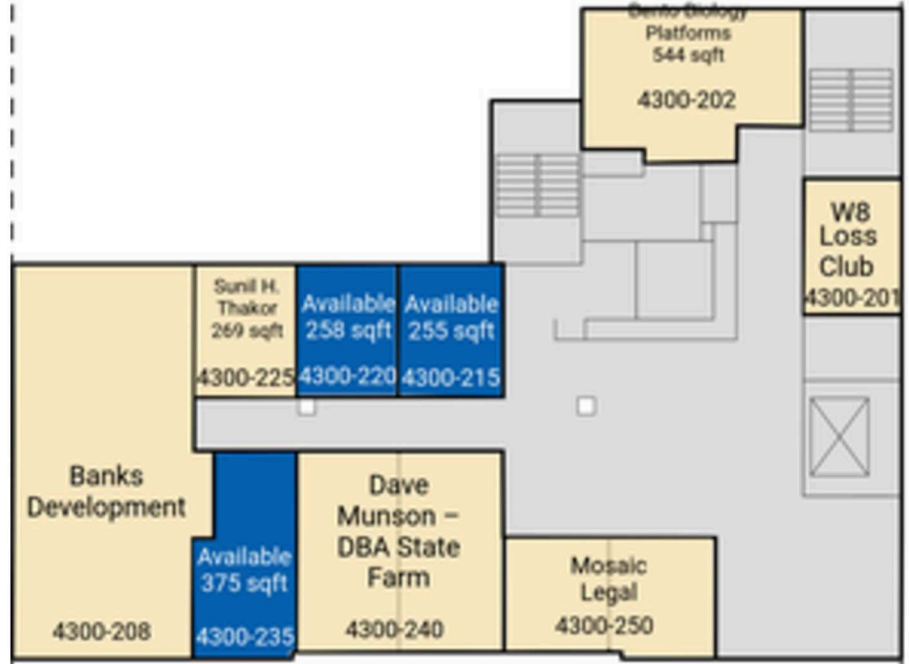 Dento Biology
Platforms
544 sqft
4300-202
W8
Loss
Club
4300-201
Sunil H.
Thakor
269 sqft
4300-225
Available
258 sqft
4300-220
Available
255 sqft
4300-215
Banks
Development
4300-208
Available
375 sqft
4300-235
Dave
Munson –
DBA State
Farm
4300-240
Mosaic
Legal
4300-250